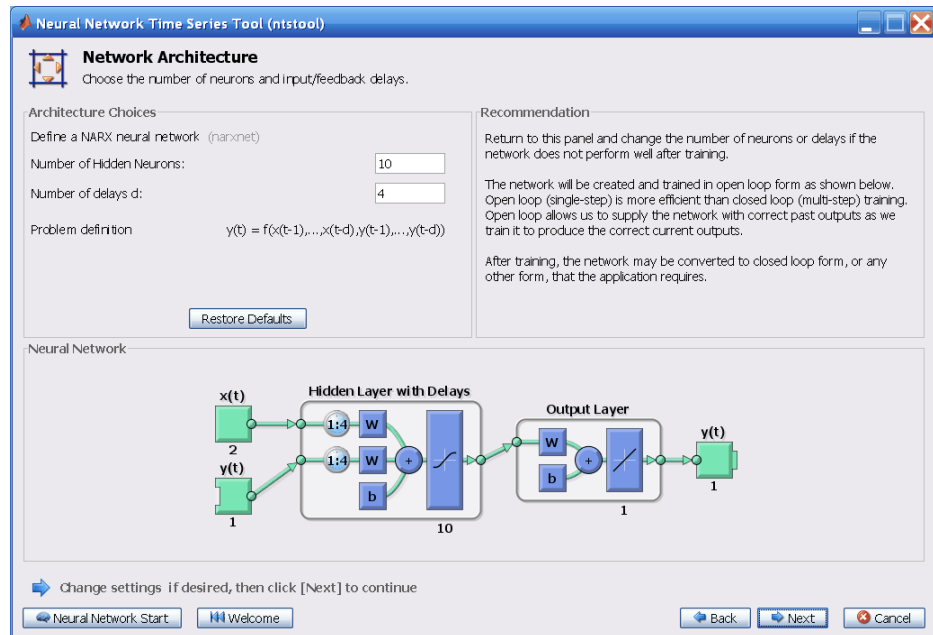 Neural Network Time Series Tool (ntstool)
Network Architecture
Choose the number of neurons and input/feedback delays.
Architecture Choices
Define a NARX neural network (narxnet)
Number of Hidden Neurons: 10
Number of delays d: 4
Problem definition y(t) = f(x(t-1),...,x(t-d),y(t-1),...,y(t-d))
Restore Defaults
Recommendation
Return to this panel and change the number of neurons or delays if the
network does not perform well after training.
The network will be created and trained in open loop form as shown below.
Open loop (single-step) is more efficient than closed loop (multi-step) training.
Open loop allows us to supply the network with correct past outputs as we
train it to produce the correct current outputs.
After training, the network may be converted to closed loop form, or any
other form, that the application requires.
Neural Network
x(t)
2
y(t)
1
Hidden Layer with Delays
1:4 W
1:4 W
+
b
10
Output Layer
W
+
b
1
y(t)
1
Change settings if desired, then click [Next] to continue
Neural Network Start Welcome Back Next Cancel